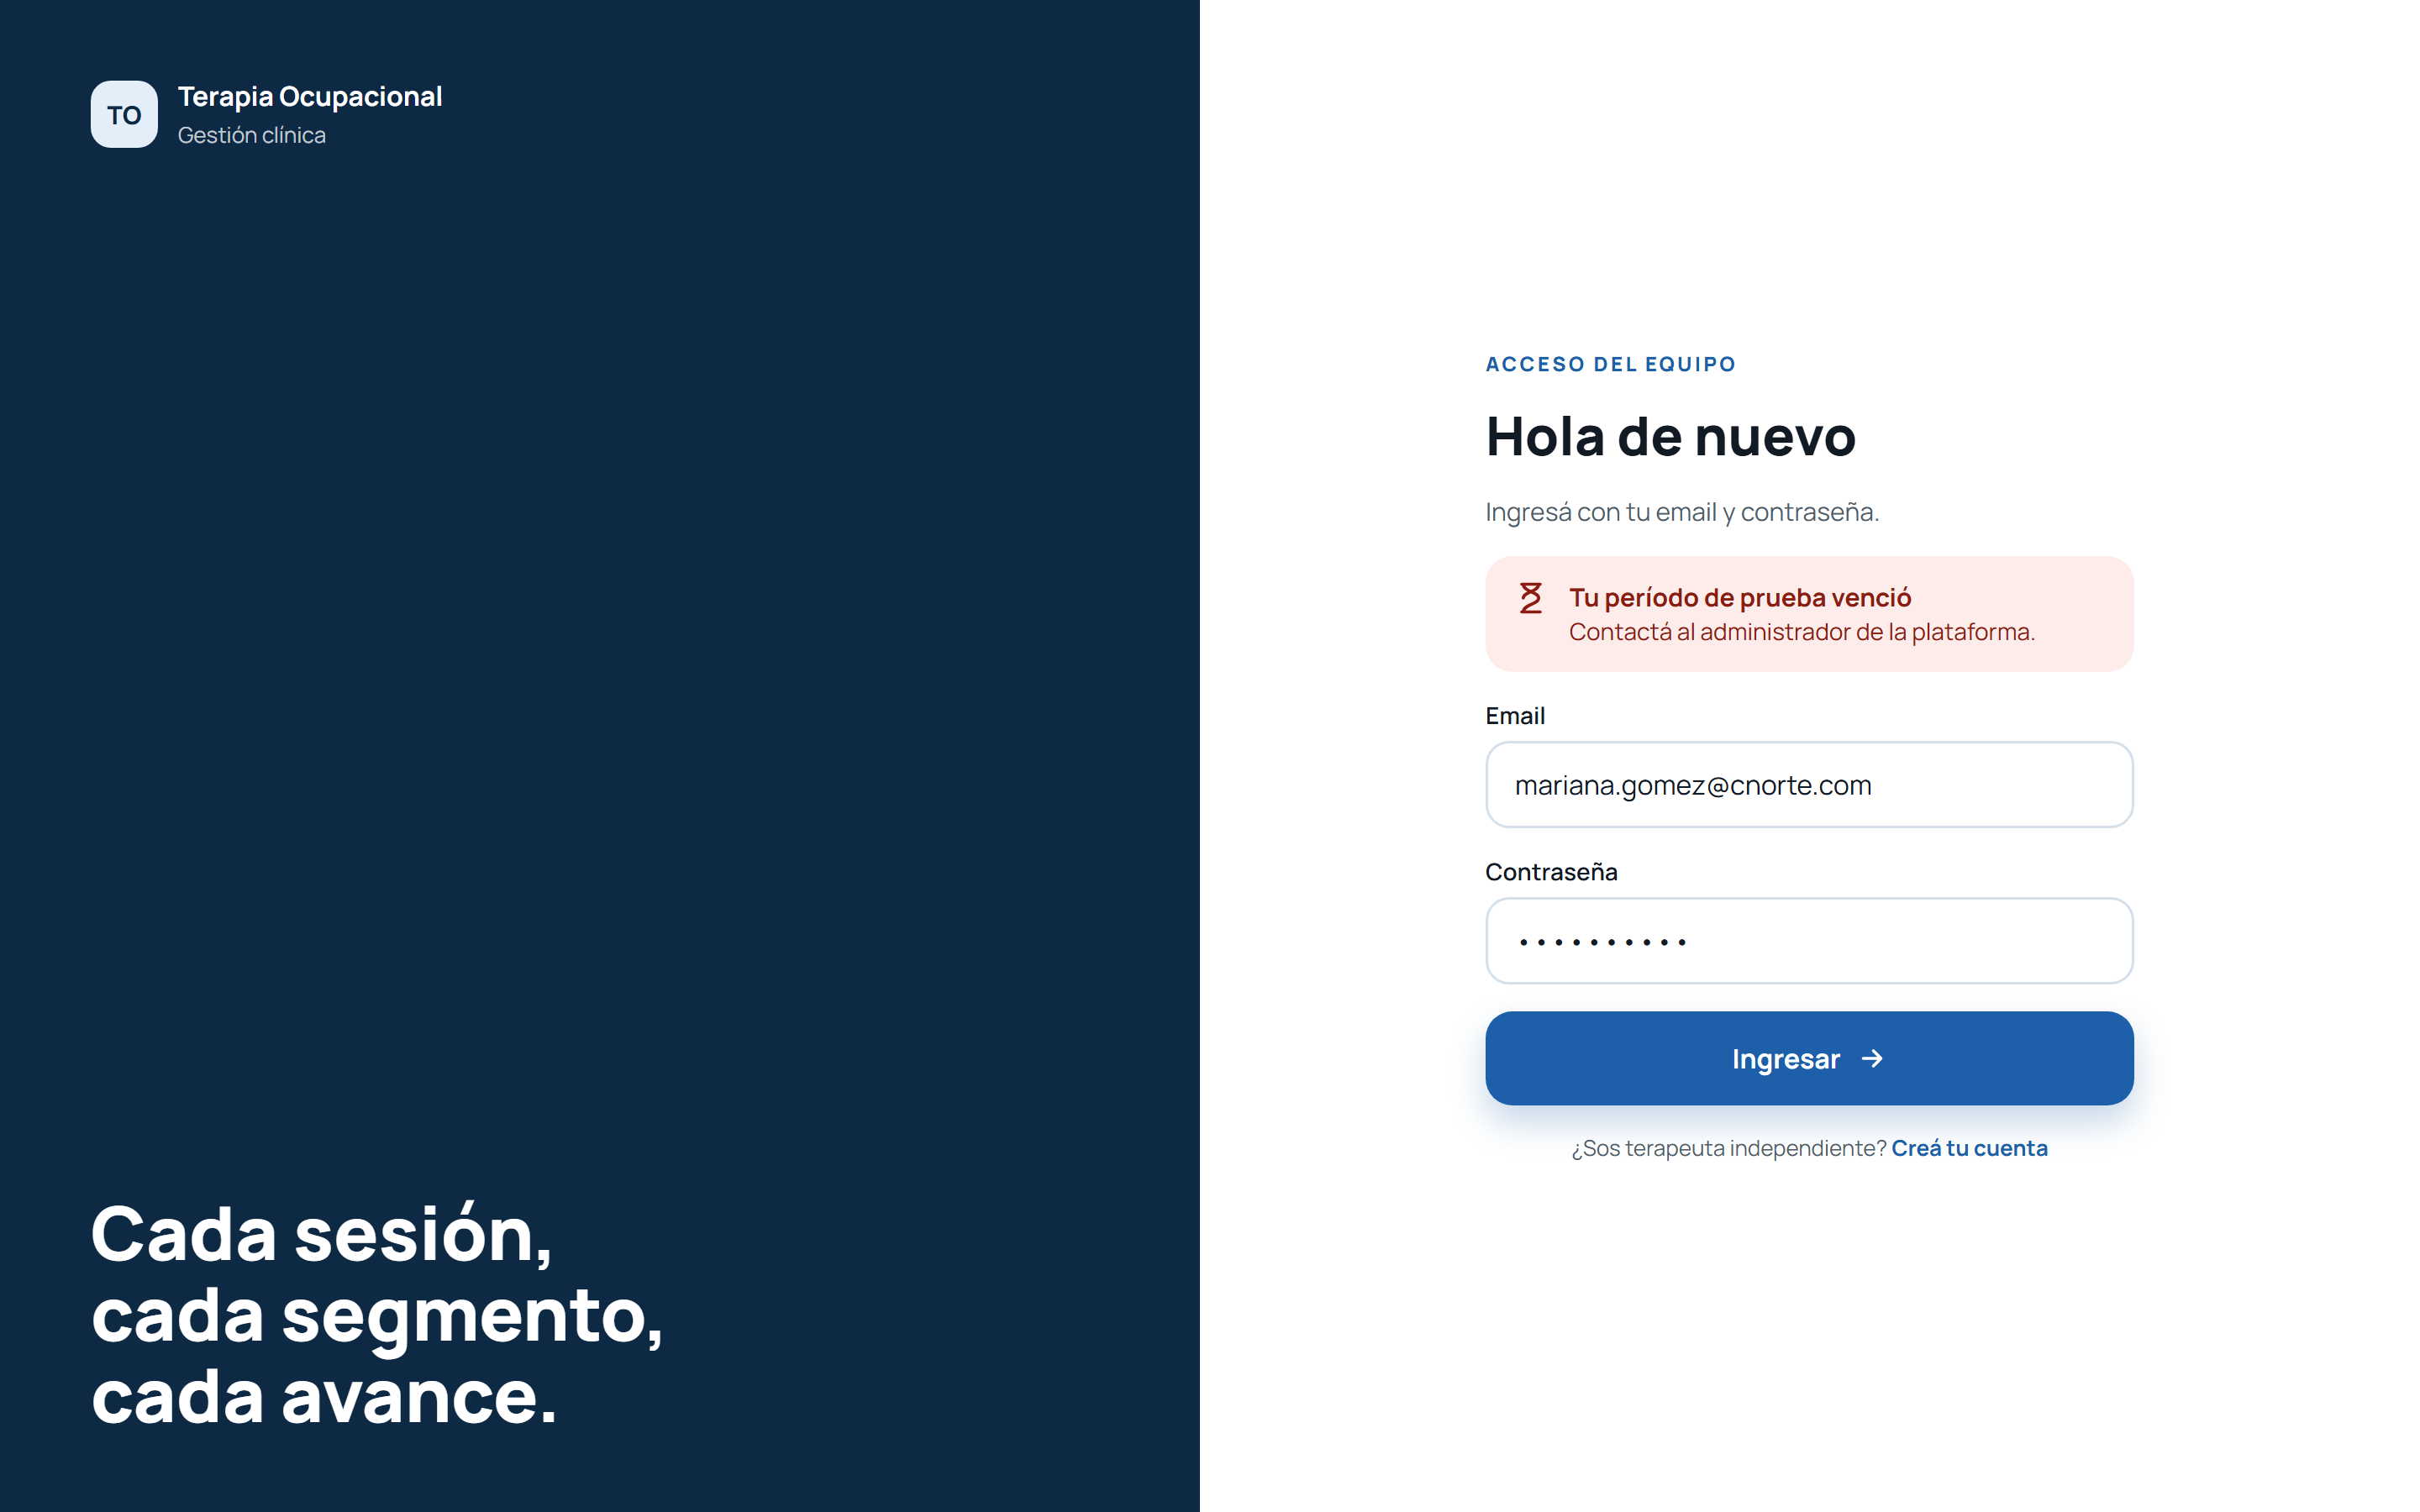 TO
Terapia Ocupacional
Gestión clínica
Cada sesión,
cada segmento,
cada avance.
ACCESO DEL EQUIPO
Hola de nuevo
Ingresá con tu email y contraseña.
Tu período de prueba venció
Contactá al administrador de la plataforma.
Email
mariana.gomez@cnorte.com
Contraseña
••••••••••
Ingresar →
¿Sos terapeuta independiente? Creá tu cuenta